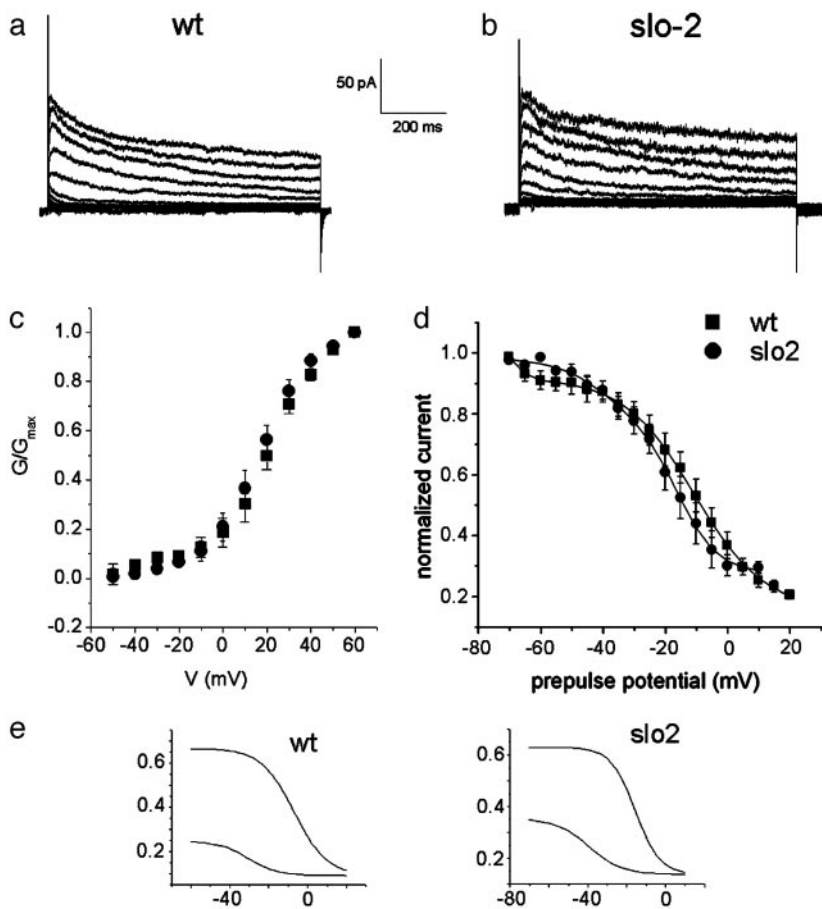 a
wt
b
slo-2
50 pA
200 ms
c
1.0
0.8
0.6
0.4
0.2
0.0
-0.2
G/Gmax
-60 -40 -20 0 20 40 60
V (mV)
d
wt
slo2
1.0
0.8
0.6
0.4
0.2
normalized current
-80 -60 -40 -20 0 20
prepulse potential (mV)
e
wt
0.6
0.4
0.2
-40 0
slo2
0.6
0.4
0.2
-80 -40 0